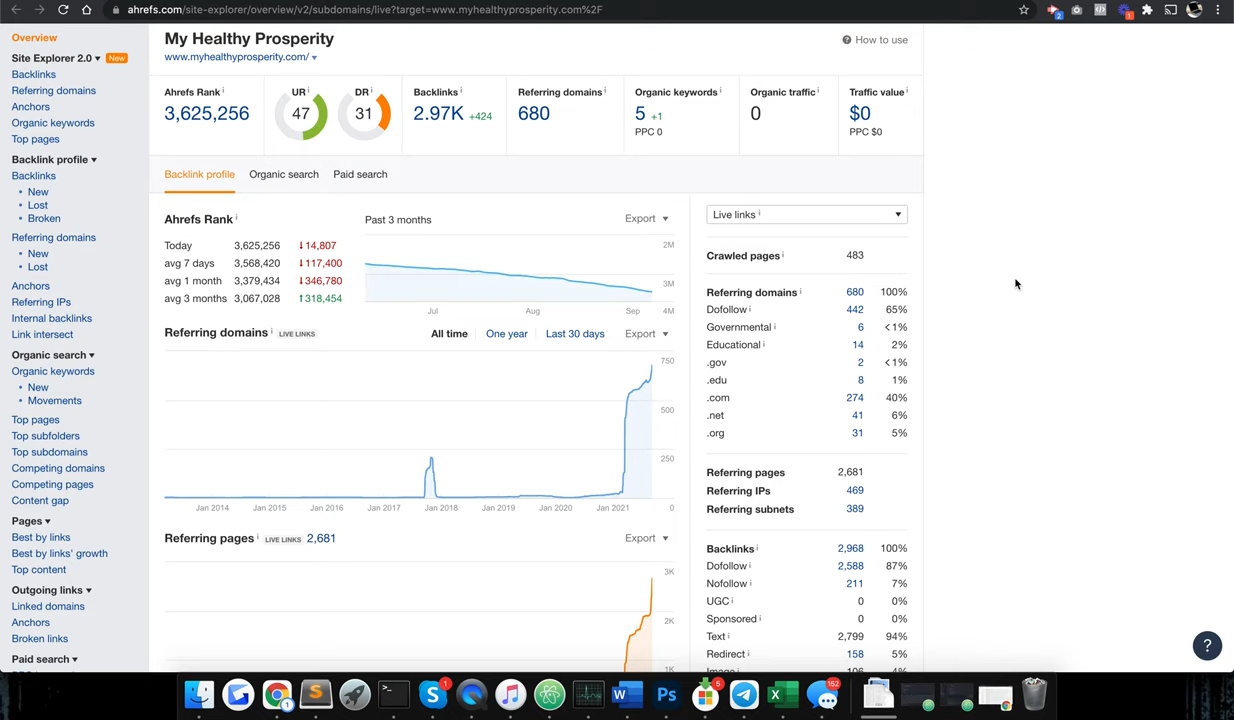 ahrefs.com/site-explorer/overview/v2/subdomains/live?target=www.myhealthyprosperity.com%2F
2
1
Overview
Site Explorer 2.0 New
Backlinks
Referring domains
Anchors
Organic keywords
Top pages
Backlink profile
Backlinks
• New
• Lost
• Broken
Referring domains
• New
• Lost
Anchors
Referring IPs
Internal backlinks
Link intersect
Organic search
Organic keywords
• New
• Movements
Top pages
Top subfolders
Top subdomains
Competing domains
Competing pages
Content gap
Pages
Best by links
Best by links' growth
Top content
Outgoing links
Linked domains
Anchors
Broken links
Paid search
My Healthy Prosperity
www.myhealthyprosperity.com/
? How to use
Ahrefs Rank i
3,625,256
UR i
47
DR i
31
Backlinks i
2.97K +424
Referring domains i
680
Organic keywords i
5 +1
PPC 0
Organic traffic i
0
Traffic value i
$0
PPC $0
Backlink profile Organic search Paid search
Ahrefs Rank i
Past 3 months
Export
Today 3,625,256 ↓14,807
avg 7 days 3,568,420 ↓117,400
avg 1 month 3,379,434 ↓346,780
avg 3 months 3,067,028 ↑318,454
2M
3M
4M
Jul Aug Sep
Referring domains i LIVE LINKS
All time One year Last 30 days Export
750
500
250
0
Jan 2014 Jan 2015 Jan 2016 Jan 2017 Jan 2018 Jan 2019 Jan 2020 Jan 2021
Referring pages i LIVE LINKS 2,681
Export
3K
2K
1K
Live links i
Crawled pages i 483
Referring domains i 680 100%
Dofollow i 442 65%
Governmental i 6 <1%
Educational i 14 2%
.gov 2 <1%
.edu 8 1%
.com 274 40%
.net 41 6%
.org 31 5%
Referring pages 2,681
Referring IPs 469
Referring subnets 389
Backlinks i 2,968 100%
Dofollow i 2,588 87%
Nofollow i 211 7%
UGC i 0 0%
Sponsored i 0 0%
Text i 2,799 94%
Redirect i 158 5%
Image i 106 4%
?
1
S
1
S
>_
W
Ps
5
X
152